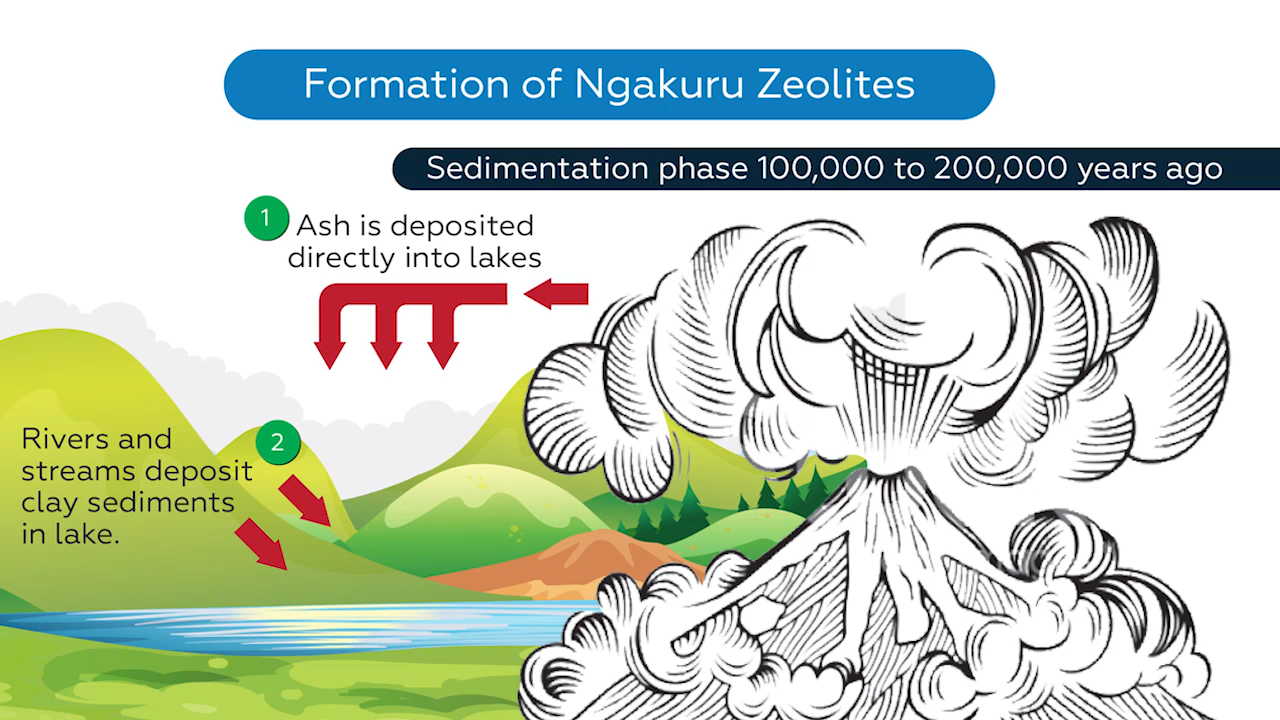 Formation of Ngakuru Zeolites
Sedimentation phase 100,000 to 200,000 years ago
1
Ash is deposited
directly into lakes
2
Rivers and
streams deposit
clay sediments
in lake.